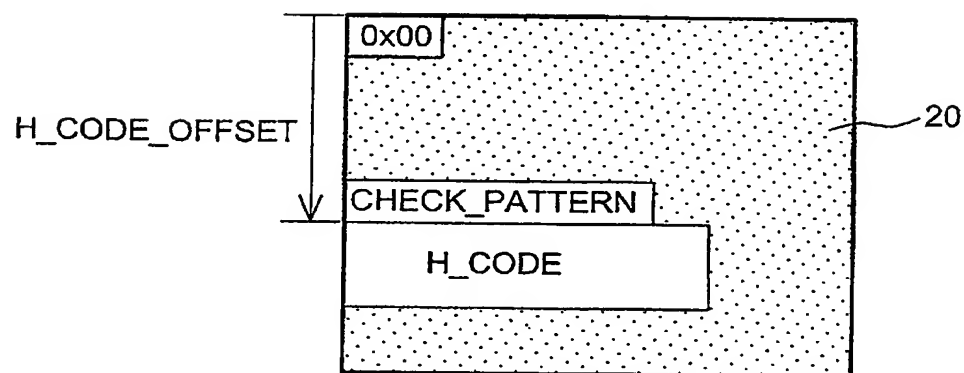 0x00
H_CODE_OFFSET
20
CHECK_PATTERN
H_CODE